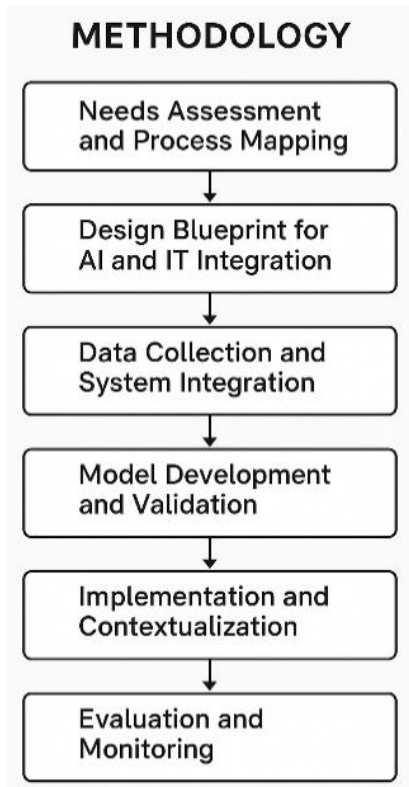 METHODOLOGY
Needs Assessment
and Process Mapping
Design Blueprint for
AI and IT Integration
Data Collection and
System Integration
Model Development
and Validation
Implementation and
Contextualization
Evaluation and
Monitoring